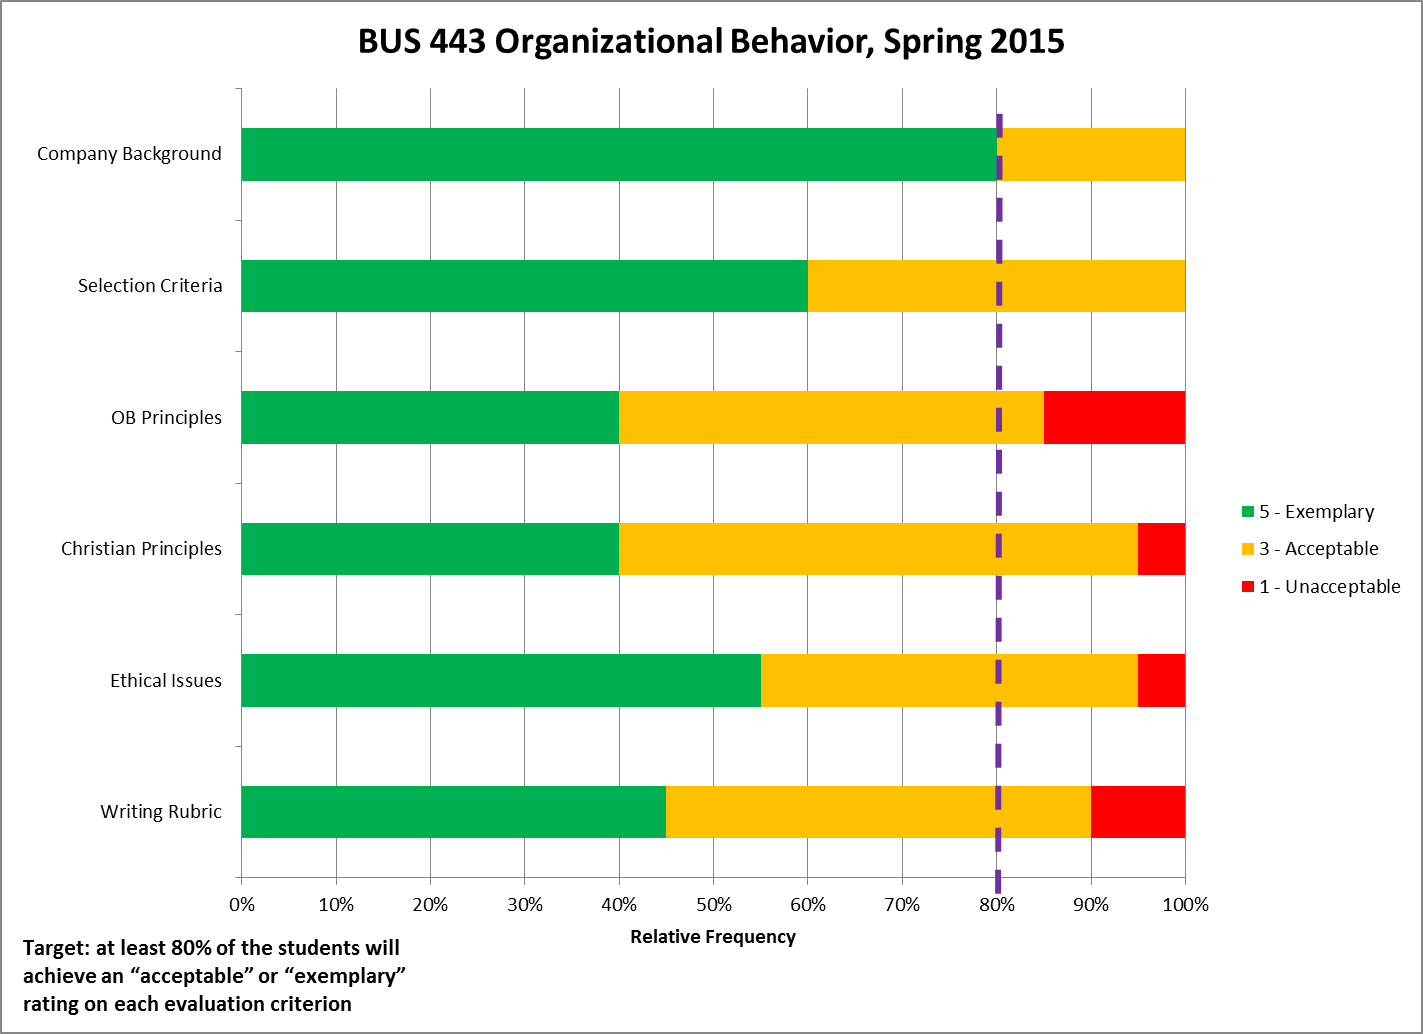 BUS 443 Organizational Behavior, Spring 2015
Company Background
Selection Criteria
OB Principles
Christian Principles
Ethical Issues
Writing Rubric
5 - Exemplary
3 - Acceptable
1 - Unacceptable
0% 10% 20% 30% 40% 50% 60% 70% 80% 90% 100%
Relative Frequency
Target: at least 80% of the students will
achieve an “acceptable” or “exemplary”
rating on each evaluation criterion